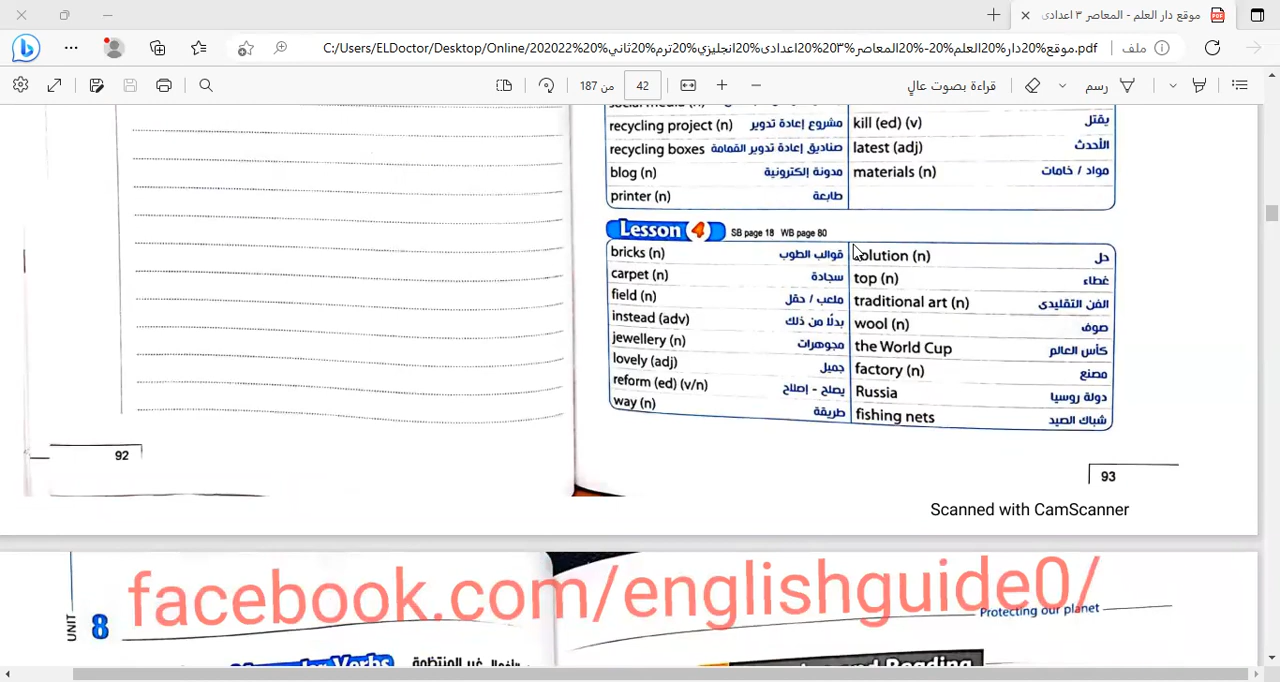 موقع دار العلم - المعاصر ٣ اعدادى
C:/Users/ELDoctor/Desktop/Online/202022%20موقع%20دار%20العلم%20-%20المعاصر%20٣%20اعدادى%20انجليزي%20ترم%20ثاني.pdf
ملف
42 من 187
قراءة بصوت عالٍ
رسم
recycling project (n) مشروع إعادة تدوير
kill (ed) (v) يقتل
recycling boxes صناديق إعادة تدوير القمامة
latest (adj) الأحدث
blog (n) مدونة إلكترونية
materials (n) مواد / خامات
printer (n) طابعة
Lesson 4 SB page 18 WB page 80
bricks (n) قوالب الطوب
olution (n) حل
carpet (n) سجادة
top (n) غطاء
field (n) ملعب / حقل
traditional art (n) الفن التقليدى
instead (adv) بدلًا من ذلك
wool (n) صوف
jewellery (n) مجوهرات
the World Cup كأس العالم
lovely (adj) جميل
factory (n) مصنع
reform (ed) (v/n) يصلح - إصلاح
Russia دولة روسيا
way (n) طريقة
fishing nets شباك الصيد
92
93
Scanned with CamScanner
facebook.com/englishguide0/
UNIT 8
Protecting our planet